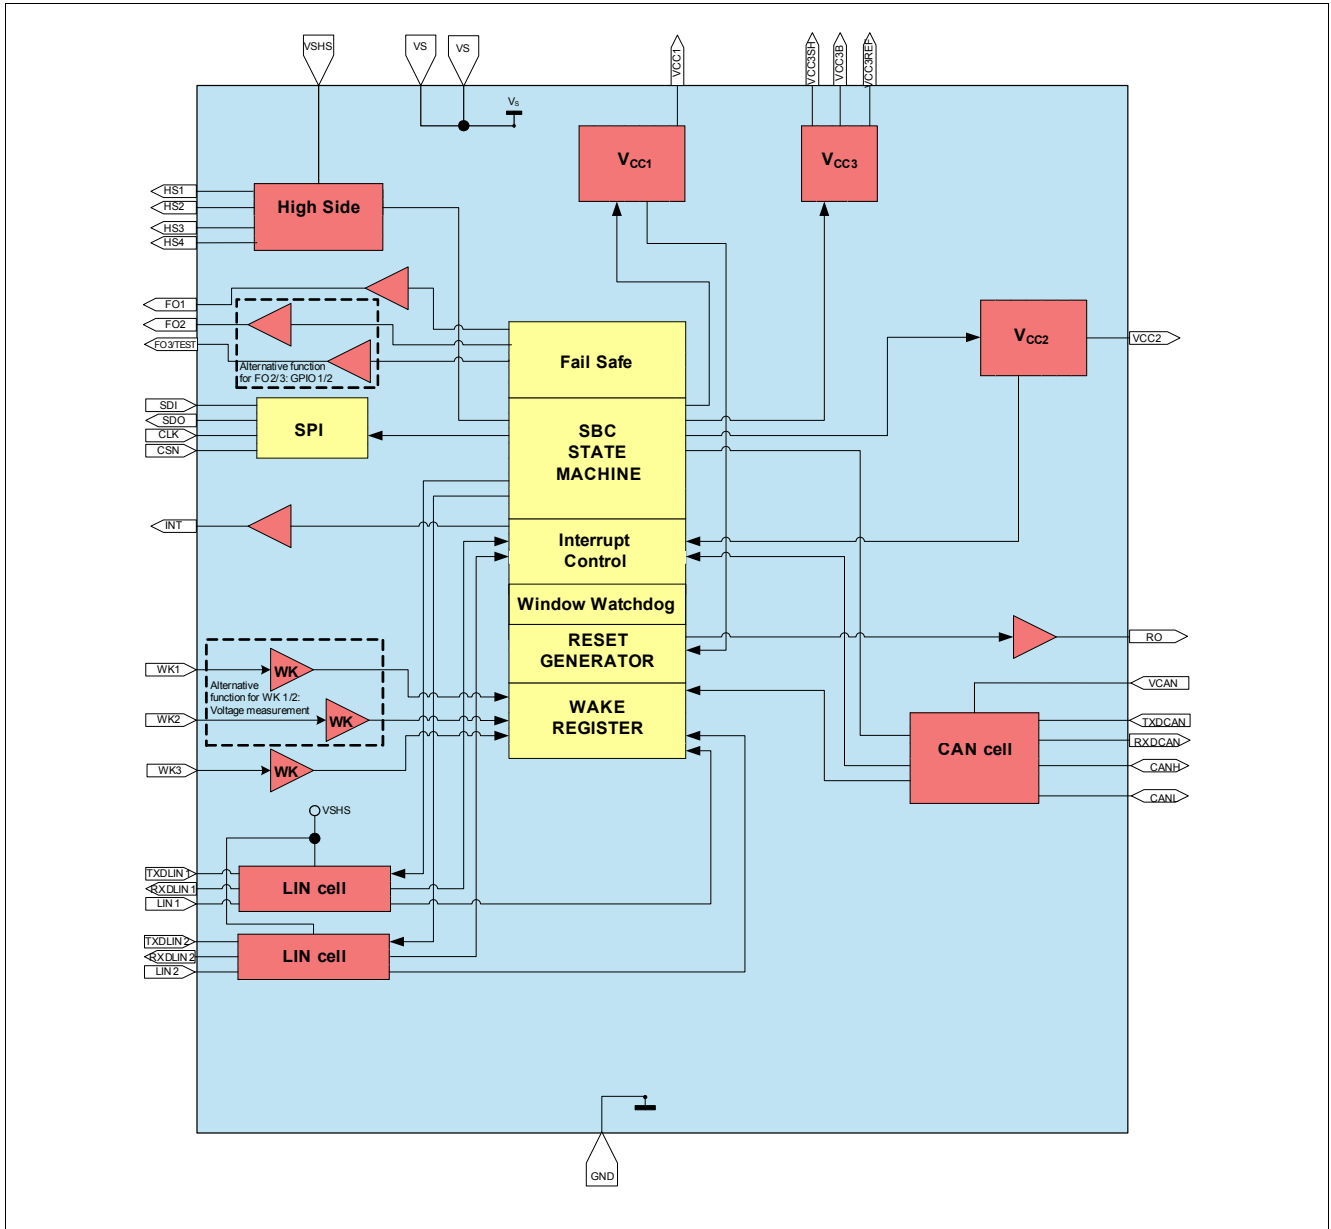 VSHS
VS
VS
VCC1
VCC3SH
VCC3B
VCC3REF
Vs
VCC1
VCC3
HS1
HS2
HS3
HS4
High Side
FO1
FO2
FO3/TEST
Alternative function
for FO2/3: GPIO1/2
Fail Safe
VCC2
VCC2
SDI
SDO
CLK
CSN
SPI
SBC
STATE
MACHINE
INT
Interrupt
Control
Window Watchdog
RESET
GENERATOR
RO
WK1
WK
Alternative
function for WK 1/2:
Voltage measurement
WK2
WK
WK3
WK
WAKE
REGISTER
VCAN
TXDCAN
RXDCAN
CANH
CANL
CAN cell
VSHS
TXDLIN1
RXDLIN1
LIN1
LIN cell
TXDLIN2
RXDLIN2
LIN2
LIN cell
GND